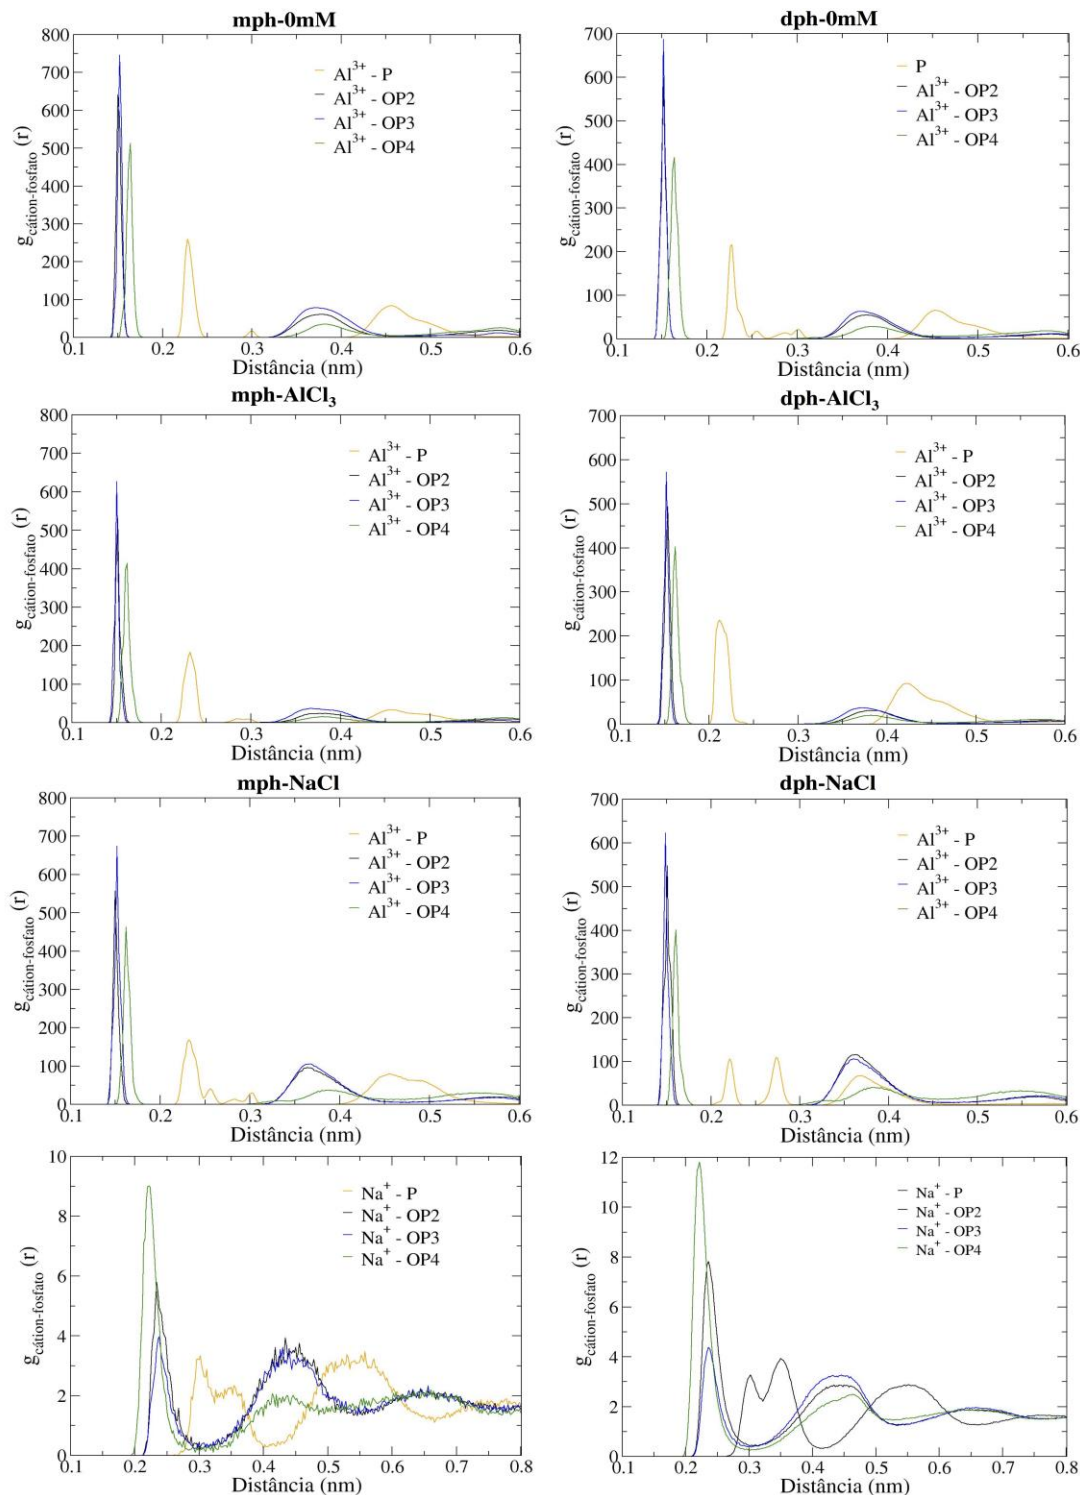 mph-0mM
g_cátion-fosfato (r)
800
700
600
500
400
300
200
100
0
Al³⁺ - P
Al³⁺ - OP2
Al³⁺ - OP3
Al³⁺ - OP4
0.1 0.2 0.3 0.4 0.5 0.6
Distância (nm)
dph-0mM
g_cátion-fosfato (r)
700
600
500
400
300
200
100
0
P
Al³⁺ - OP2
Al³⁺ - OP3
Al³⁺ - OP4
0.1 0.2 0.3 0.4 0.5 0.6
Distância (nm)
mph-AlCl₃
g_cátion-fosfato (r)
800
700
600
500
400
300
200
100
0
Al³⁺ - P
Al³⁺ - OP2
Al³⁺ - OP3
Al³⁺ - OP4
0.1 0.2 0.3 0.4 0.5 0.6
Distância (nm)
dph-AlCl₃
g_cátion-fosfato (r)
700
600
500
400
300
200
100
0
Al³⁺ - P
Al³⁺ - OP2
Al³⁺ - OP3
Al³⁺ - OP4
0.1 0.2 0.3 0.4 0.5 0.6
Distância (nm)
mph-NaCl
g_cátion-fosfato (r)
800
700
600
500
400
300
200
100
0
Al³⁺ - P
Al³⁺ - OP2
Al³⁺ - OP3
Al³⁺ - OP4
0.1 0.2 0.3 0.4 0.5 0.6
Distância (nm)
dph-NaCl
g_cátion-fosfato (r)
700
600
500
400
300
200
100
0
Al³⁺ - P
Al³⁺ - OP2
Al³⁺ - OP3
Al³⁺ - OP4
0.1 0.2 0.3 0.4 0.5 0.6
Distância (nm)
g_cátion-fosfato (r)
10
8
6
4
2
0
Na⁺ - P
Na⁺ - OP2
Na⁺ - OP3
Na⁺ - OP4
0.1 0.2 0.3 0.4 0.5 0.6 0.7 0.8
Distância (nm)
g_cátion-fosfato (r)
12
10
8
6
4
2
0
Na⁺ - P
Na⁺ - OP2
Na⁺ - OP3
Na⁺ - OP4
0.1 0.2 0.3 0.4 0.5 0.6 0.7 0.8
Distância (nm)